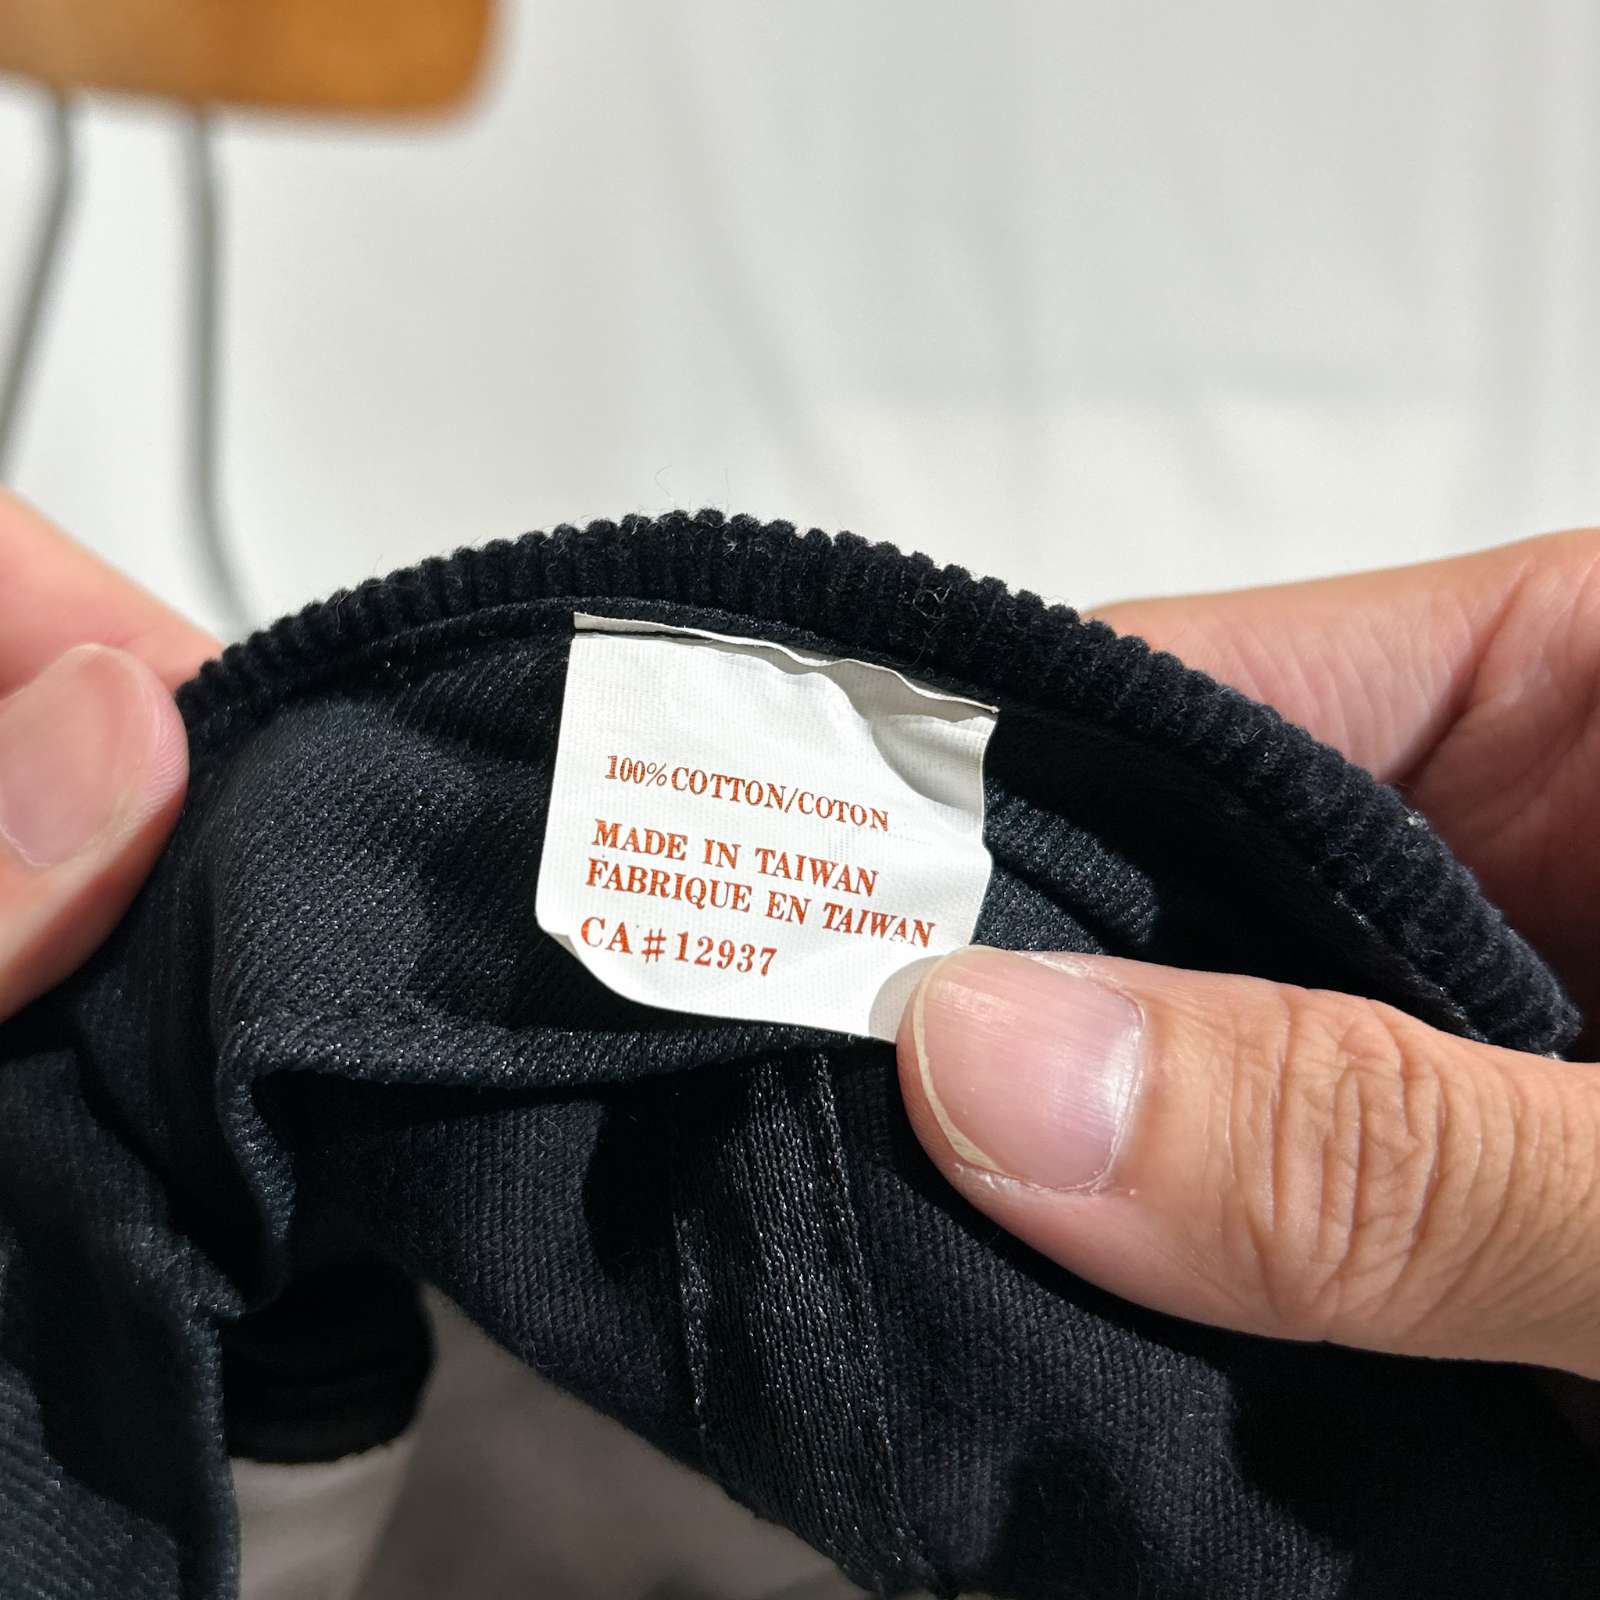 100% COTTON/COTON
MADE IN TAIWAN
FABRIQUE EN TAIWAN
CA # 12937